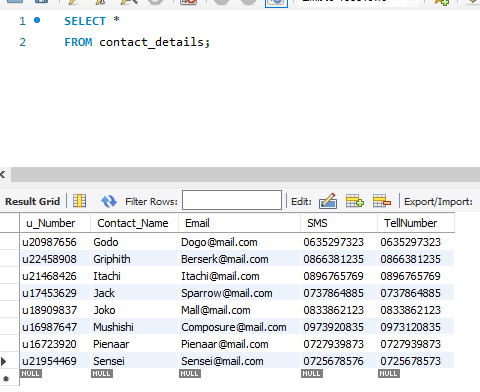 1 SELECT *
2 FROM contact_details;
Result Grid Filter Rows: Edit: Export/Import:
u_Number Contact_Name Email SMS TellNumber
u20987656 Godo Dogo@mail.com 0635297323 0635297323
u22458908 Griphith Berserk@mail.com 0866381235 0866381235
u21468426 Itachi Itachi@mail.com 0896765769 0896765769
u17453629 Jack Sparrow@mail.com 0737864885 0737864885
u18909837 Joko Mall@mail.com 0833862123 0833862123
u16987647 Mushishi Composure@mail.com 0973920835 0973120835
u16723920 Pienaar Pienaar@mail.com 0727939873 0727939873
u21954469 Sensei Sensei@mail.com 0725678576 0725678573
NULL NULL NULL NULL NULL